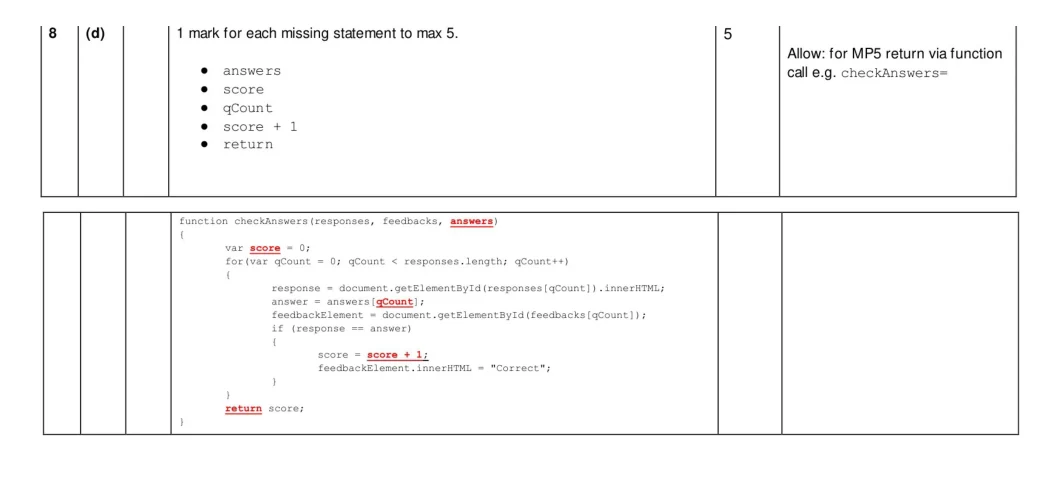 8 (d) 1 mark for each missing statement to max 5. 5
Allow: for MP5 return via function
call e.g. checkAnswers=
● answers
● score
● qCount
● score + 1
● return
function checkAnswers(responses, feedbacks, answers)
{
var score = 0;
for(var qCount = 0; qCount < responses.length; qCount++)
{
response = document.getElementById(responses[qCount]).innerHTML;
answer = answers[qCount];
feedbackElement = document.getElementById(feedbacks[qCount]);
if (response == answer)
{
score = score + 1;
feedbackElement.innerHTML = "Correct";
}
}
return score;
}